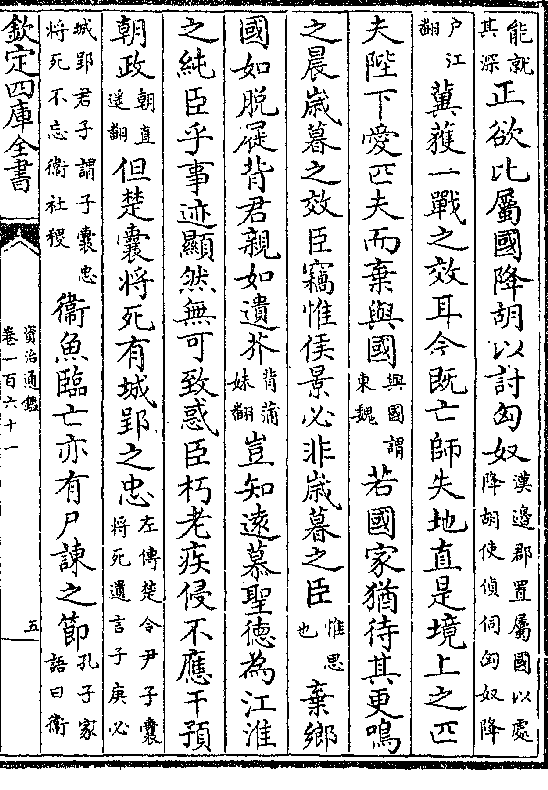 能就
其深
正欲比屬國降胡以討匈奴
漢邊郡置屬國以處
降胡使偵伺匈奴降
户江
翻
冀獲一戰之效耳今既亡師失地直是境上之匹
夫陛下愛匹夫而棄與國
與國謂
東魏
若國家猶待其更鳴
之晨嵗暮之效臣竊惟侯景必非嵗暮之臣
惟思
也
棄鄉
國如脱屣背君親如遺芥
背蒲
妹翻
豈知遠慕聖德為江淮
之純臣乎事迹顯然無可致惑臣朽老疾侵不應干預
朝政
朝直
遥翻
但楚囊将死有城郢之忠
左傳楚令尹子囊
将死遺言子庚必
城郢君子謂子囊忠
将死不忘衞社稷
衞魚臨亡亦有尸諫之節
孔子家
語曰衞
欽定四庫全書
資治通鑑
卷一百六十一
五